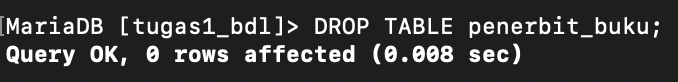 MariaDB [tugas1_bdl]> DROP TABLE penerbit_buku;
Query OK, 0 rows affected (0.008 sec)